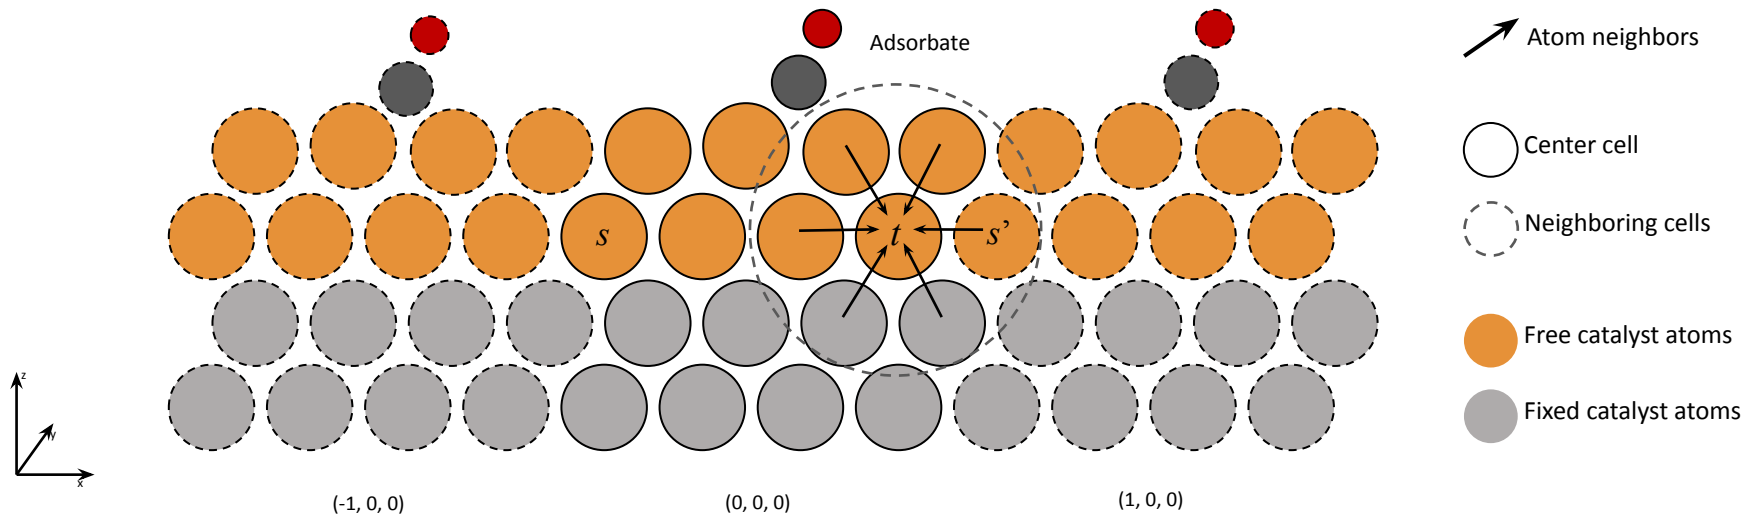 Adsorbate
Atom neighbors
Center cell
s
t
s’
Neighboring cells
Free catalyst atoms
Fixed catalyst atoms
z
y
x
(-1, 0, 0)
(0, 0, 0)
(1, 0, 0)